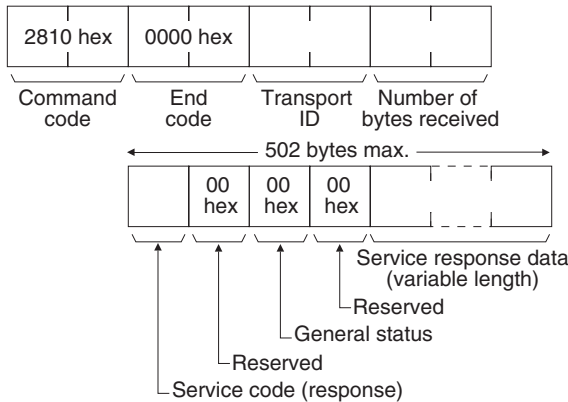 2810 hex 0000 hex
Command code
End code
Transport ID
Number of bytes received
502 bytes max.
00 hex
00 hex
00 hex
Service response data (variable length)
Reserved
General status
Reserved
Service code (response)